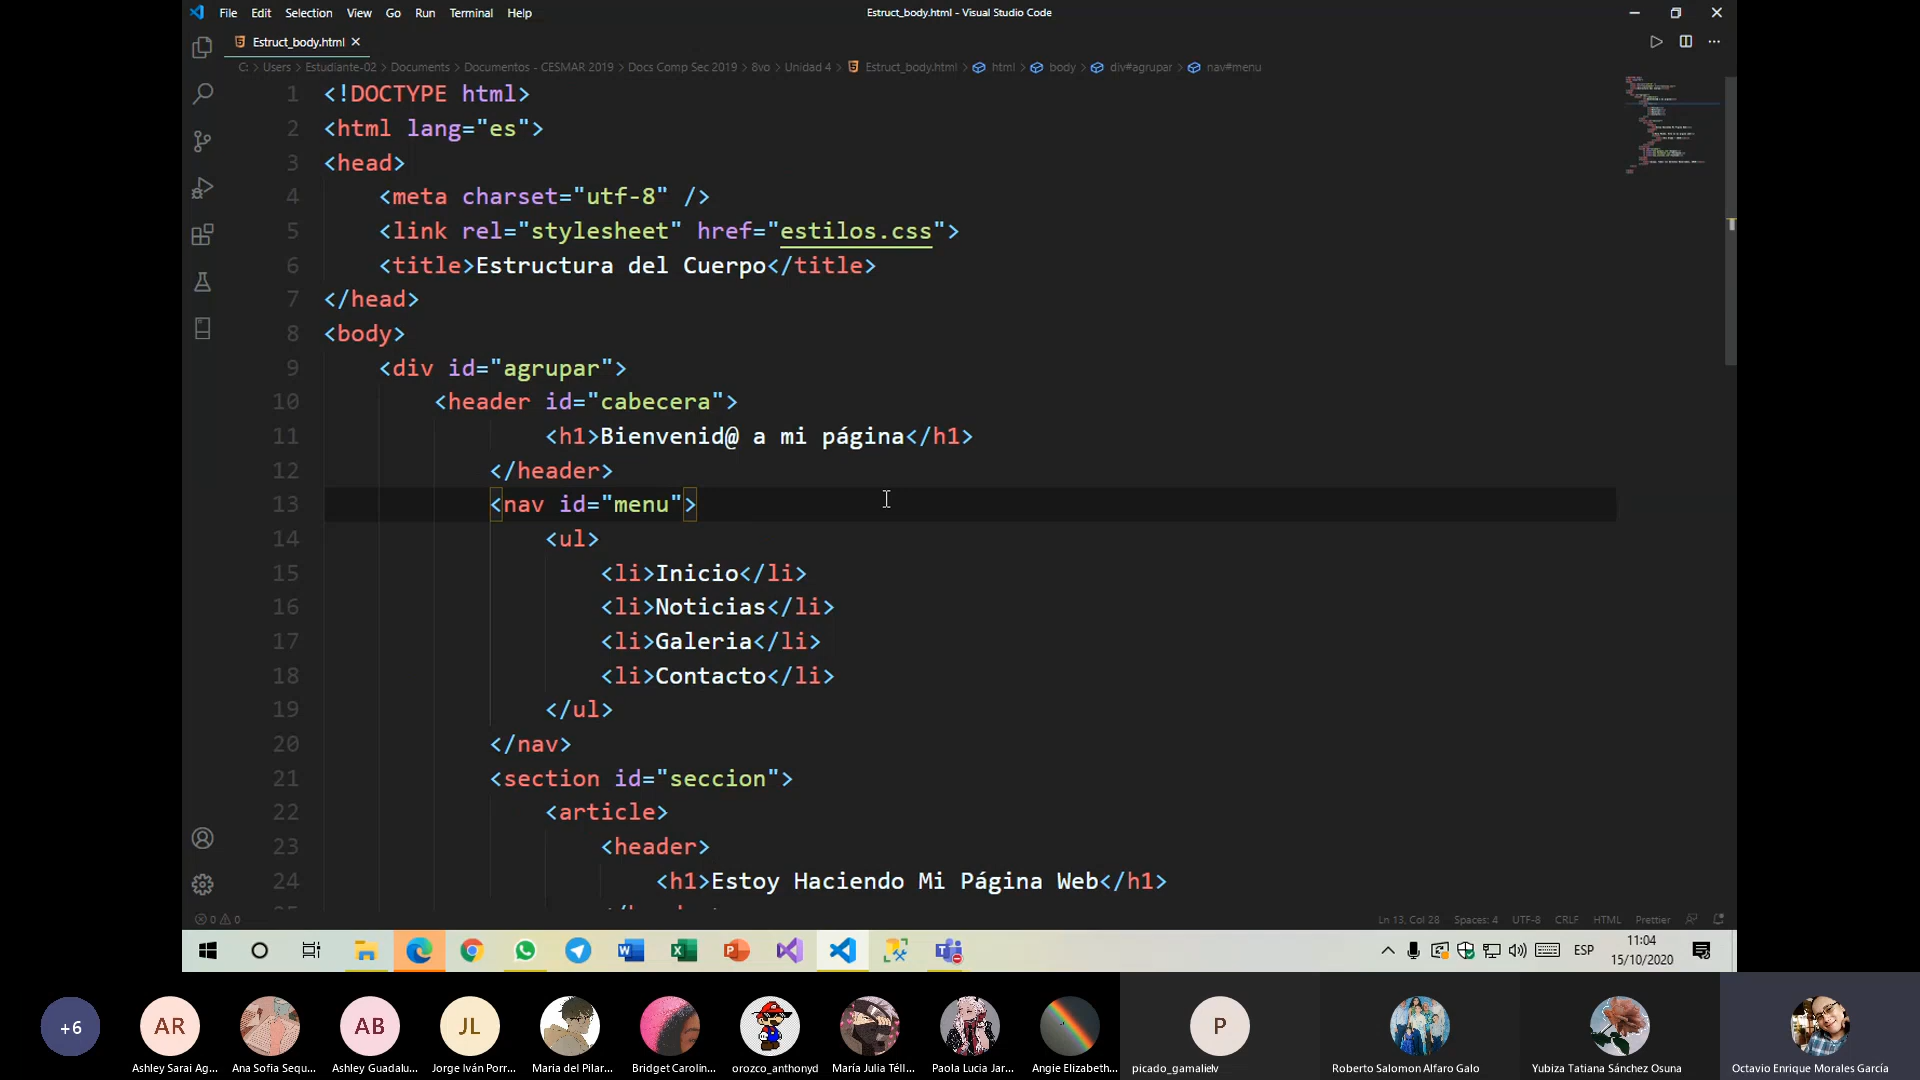 File Edit Selection View Go Run Terminal Help
Estruct_body.html - Visual Studio Code
Estruct_body.html
C: > Users > Estudiante-02 > Documents > Documentos - CESMAR 2019 > Docs Comp Sec 2019 > 8vo > Unidad 4 > Estruct_body.html > html > body > div#agrupar > nav#menu
1 <!DOCTYPE html>
2 <html lang="es">
3 <head>
4 <meta charset="utf-8" />
5 <link rel="stylesheet" href="estilos.css">
6 <title>Estructura del Cuerpo</title>
7 </head>
8 <body>
9 <div id="agrupar">
10 <header id="cabecera">
11 <h1>Bienvenid@ a mi página</h1>
12 </header>
13 <nav id="menu">
14 <ul>
15 <li>Inicio</li>
16 <li>Noticias</li>
17 <li>Galeria</li>
18 <li>Contacto</li>
19 </ul>
20 </nav>
21 <section id="seccion">
22 <article>
23 <header>
24 <h1>Estoy Haciendo Mi Página Web</h1>
0 0
Ln 13, Col 28 Spaces: 4 UTF-8 CRLF HTML Prettier
ESP
11:04
15/10/2020
+6
AR
AB
JL
P
Ashley Sarai Ag...
Ana Sofia Sequ...
Ashley Guadalu...
Jorge Iván Porr...
Maria del Pilar...
Bridget Carolin...
orozco_anthonyd
María Julia Téll...
Paola Lucia Jar...
Angie Elizabeth...
picado_gamalielv
Roberto Salomon Alfaro Galo
Yubiza Tatiana Sánchez Osuna
Octavio Enrique Morales García